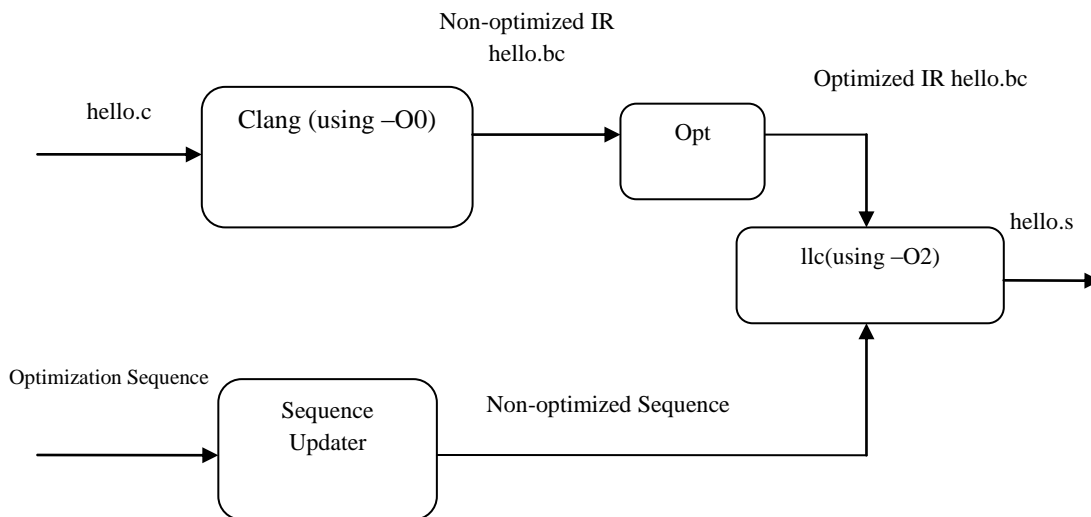 Non-optimized IR
hello.bc
Optimized IR hello.bc
hello.c
Clang (using –O0)
Opt
hello.s
llc(using –O2)
Optimization Sequence
Sequence
Updater
Non-optimized Sequence